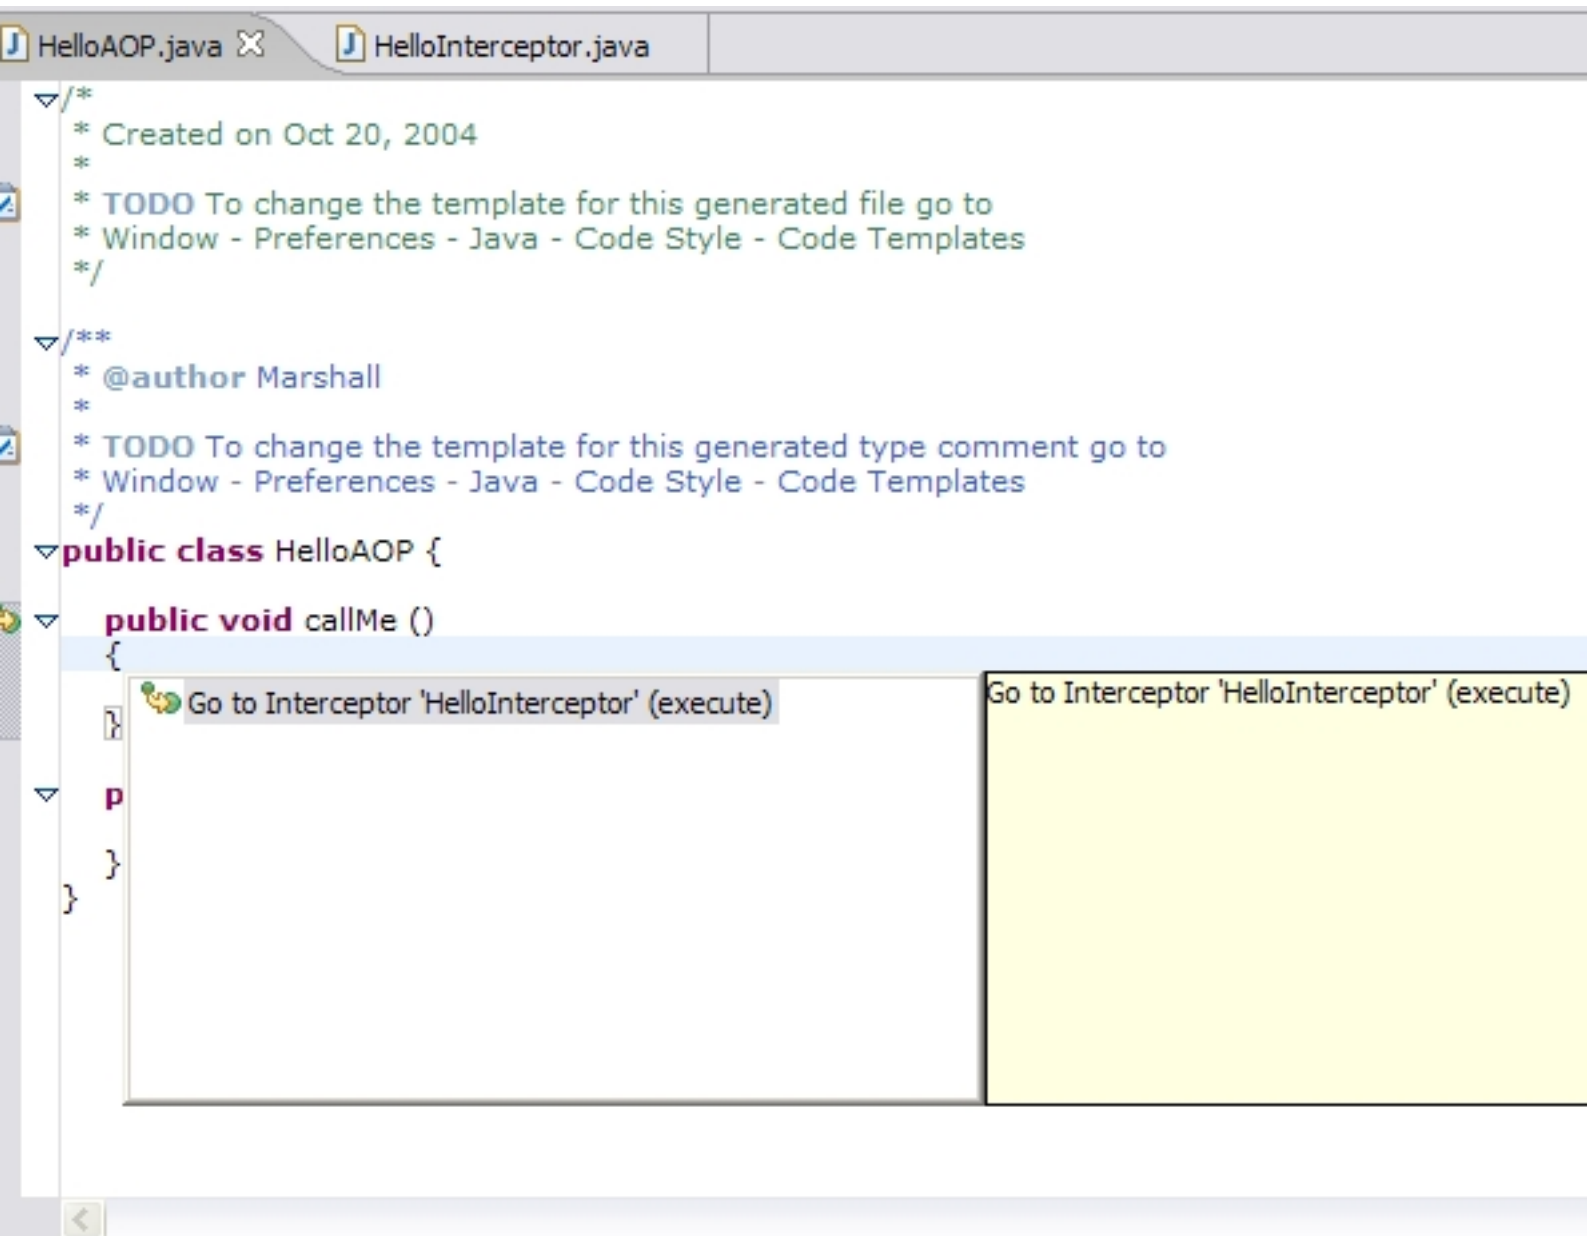 HelloAOP.java HelloInterceptor.java
/*
* Created on Oct 20, 2004
*
* TODO To change the template for this generated file go to
* Window - Preferences - Java - Code Style - Code Templates
*/
/**
* @author Marshall
*
* TODO To change the template for this generated type comment go to
* Window - Preferences - Java - Code Style - Code Templates
*/
public class HelloAOP {
public void callMe ()
{
Go to Interceptor 'HelloInterceptor' (execute) Go to Interceptor 'HelloInterceptor' (execute)
}
p
}
}